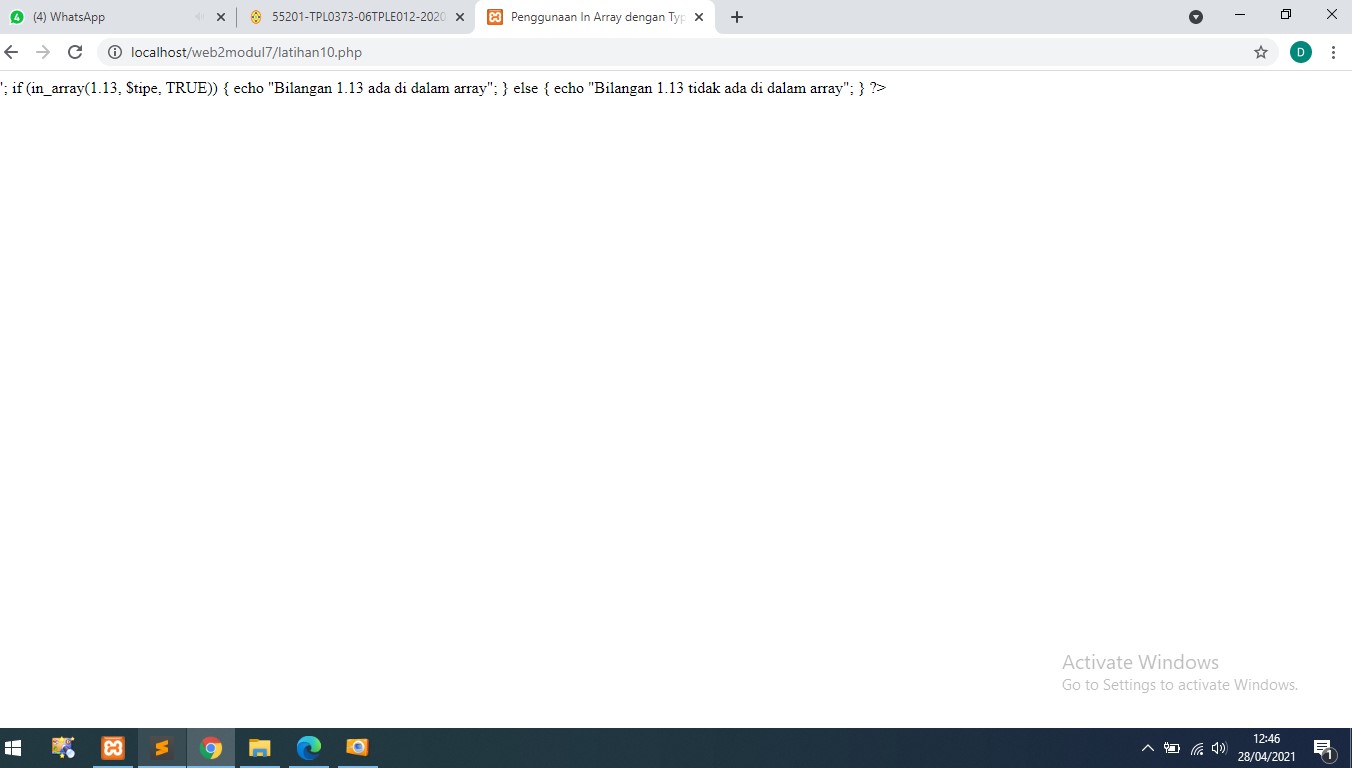 (4) WhatsApp
55201-TPL0373-06TPLE012-2020
Penggunaan In Array dengan Typ
localhost/web2modul7/latihan10.php
D
'; if (in_array(1.13, $tipe, TRUE)) { echo "Bilangan 1.13 ada di dalam array"; } else { echo "Bilangan 1.13 tidak ada di dalam array"; } ?>
Activate Windows
Go to Settings to activate Windows.
12:46
28/04/2021
1